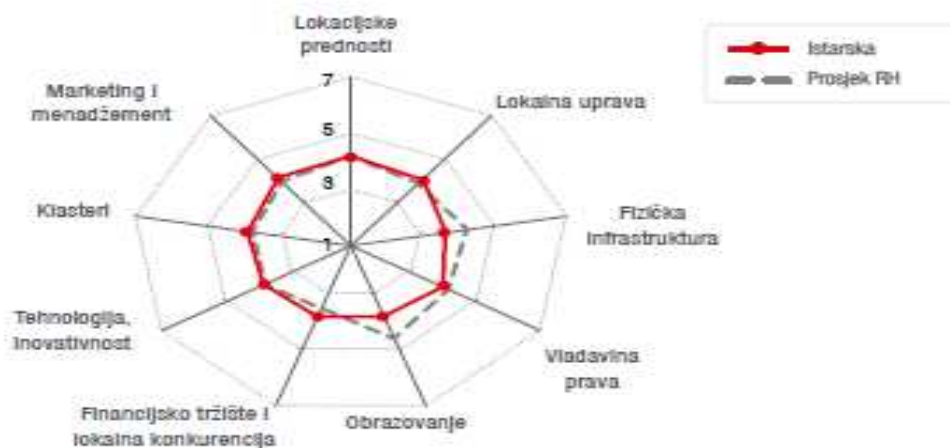 Lokacijske
prednosti
Istarska
Prosjek RH
7
5
3
1
Marketing i
menadžement
Lokalna uprava
Klasteri
Fizička
infrastruktura
Tehnologija,
inovativnost
Vladavina
prava
Financijsko tržište i
lokalna konkurencija
Obrazovanje